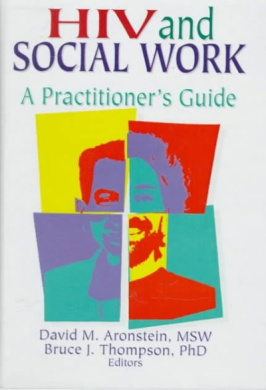 HIV and
SOCIAL WORK
A Practitioner's Guide
David M. Aronstein, MSW
Bruce J. Thompson, PhD
Editors